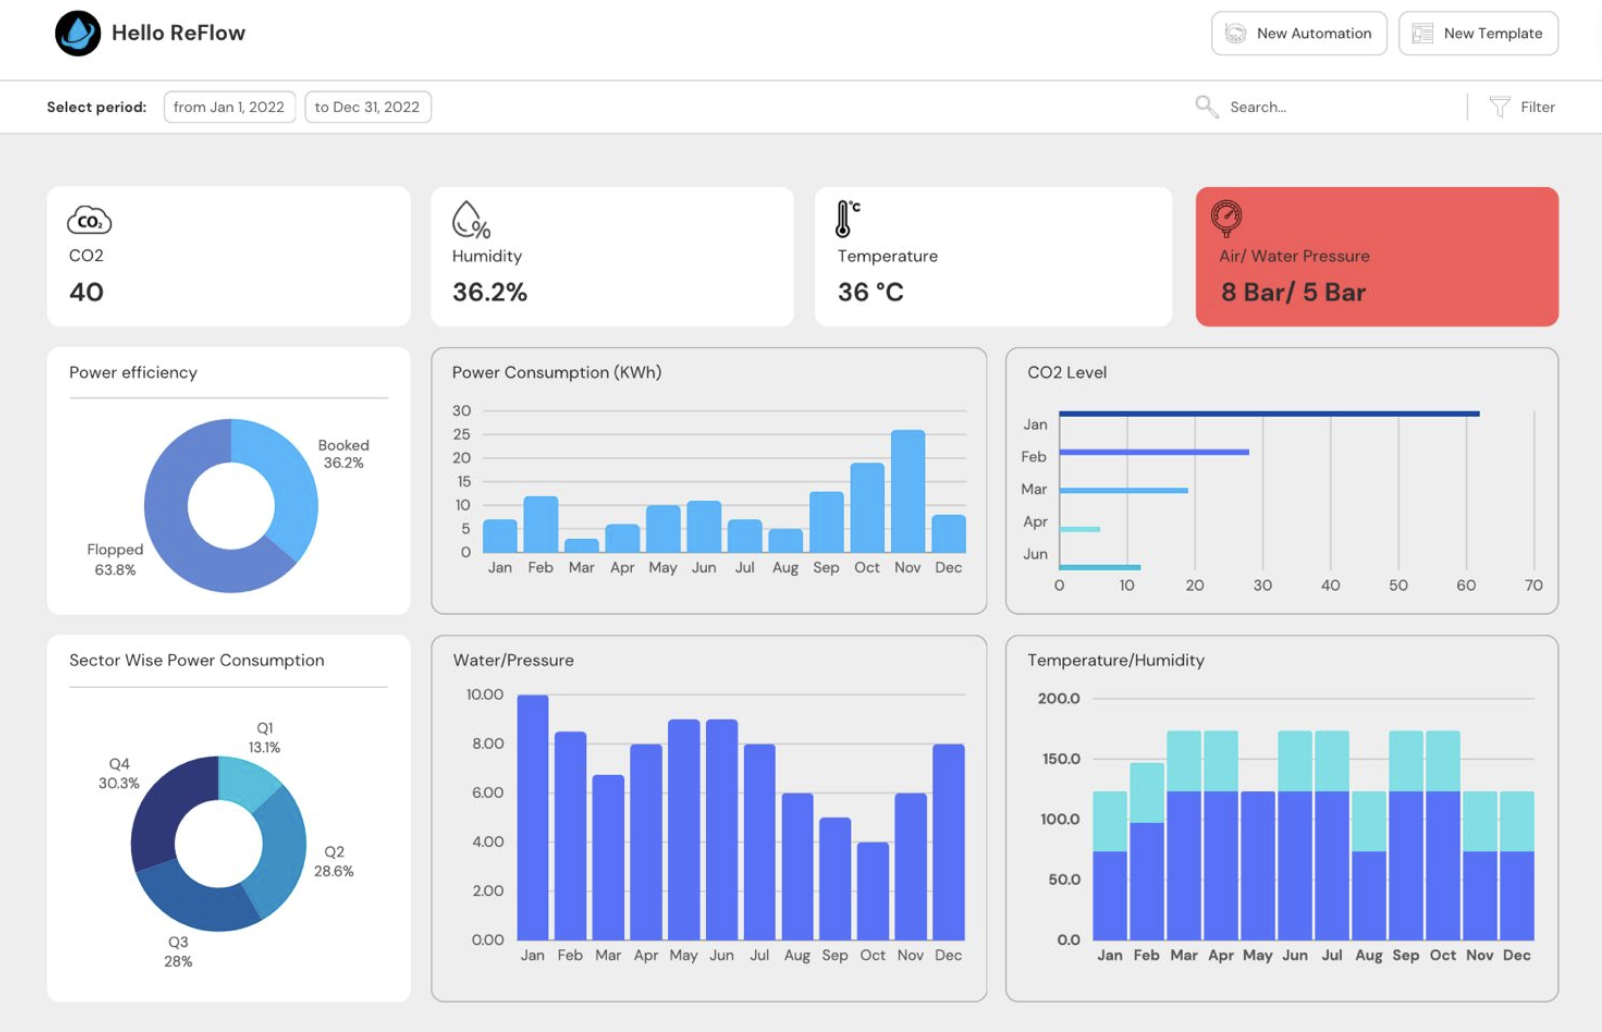 Hello ReFlow
New Automation
New Template
Select period:
from Jan 1, 2022
to Dec 31, 2022
Search...
Filter
CO₂
CO2
40
%
Humidity
36.2%
°C
Temperature
36 °C
Air/ Water Pressure
8 Bar/ 5 Bar
Power efficiency
Booked
36.2%
Flopped
63.8%
Power Consumption (KWh)
30
25
20
15
10
5
0
Jan Feb Mar Apr May Jun Jul Aug Sep Oct Nov Dec
CO2 Level
Jan
Feb
Mar
Apr
Jun
0 10 20 30 40 50 60 70
Sector Wise Power Consumption
Q1
13.1%
Q4
30.3%
Q2
28.6%
Q3
28%
Water/Pressure
10.00
8.00
6.00
4.00
2.00
0.00
Jan Feb Mar Apr May Jun Jul Aug Sep Oct Nov Dec
Temperature/Humidity
200.0
150.0
100.0
50.0
0.0
Jan Feb Mar Apr May Jun Jul Aug Sep Oct Nov Dec